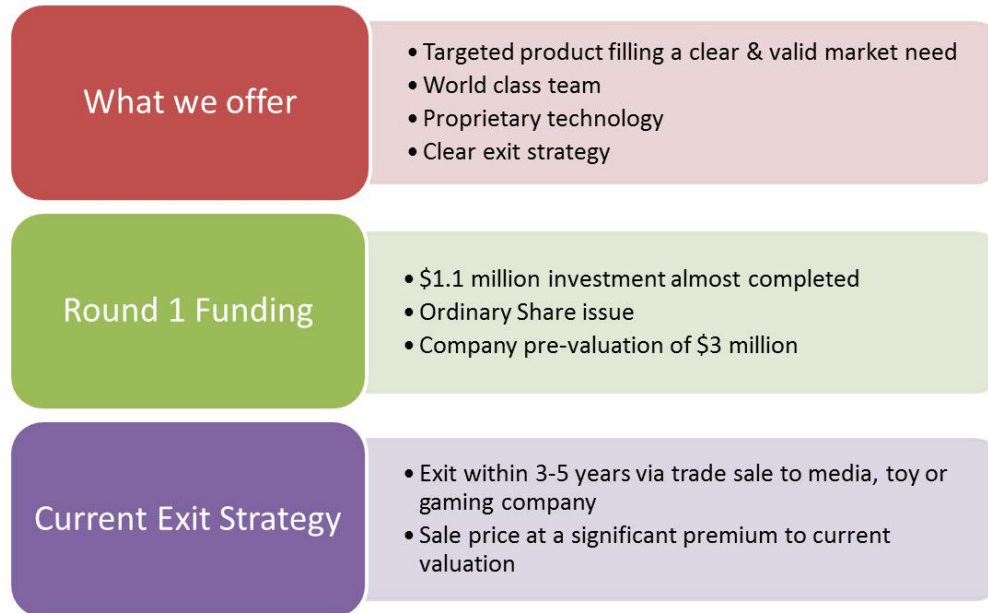 What we offer
• Targeted product filling a clear & valid market need
• World class team
• Proprietary technology
• Clear exit strategy
Round 1 Funding
• $1.1 million investment almost completed
• Ordinary Share issue
• Company pre-valuation of $3 million
Current Exit Strategy
• Exit within 3-5 years via trade sale to media, toy or
gaming company
• Sale price at a significant premium to current
valuation